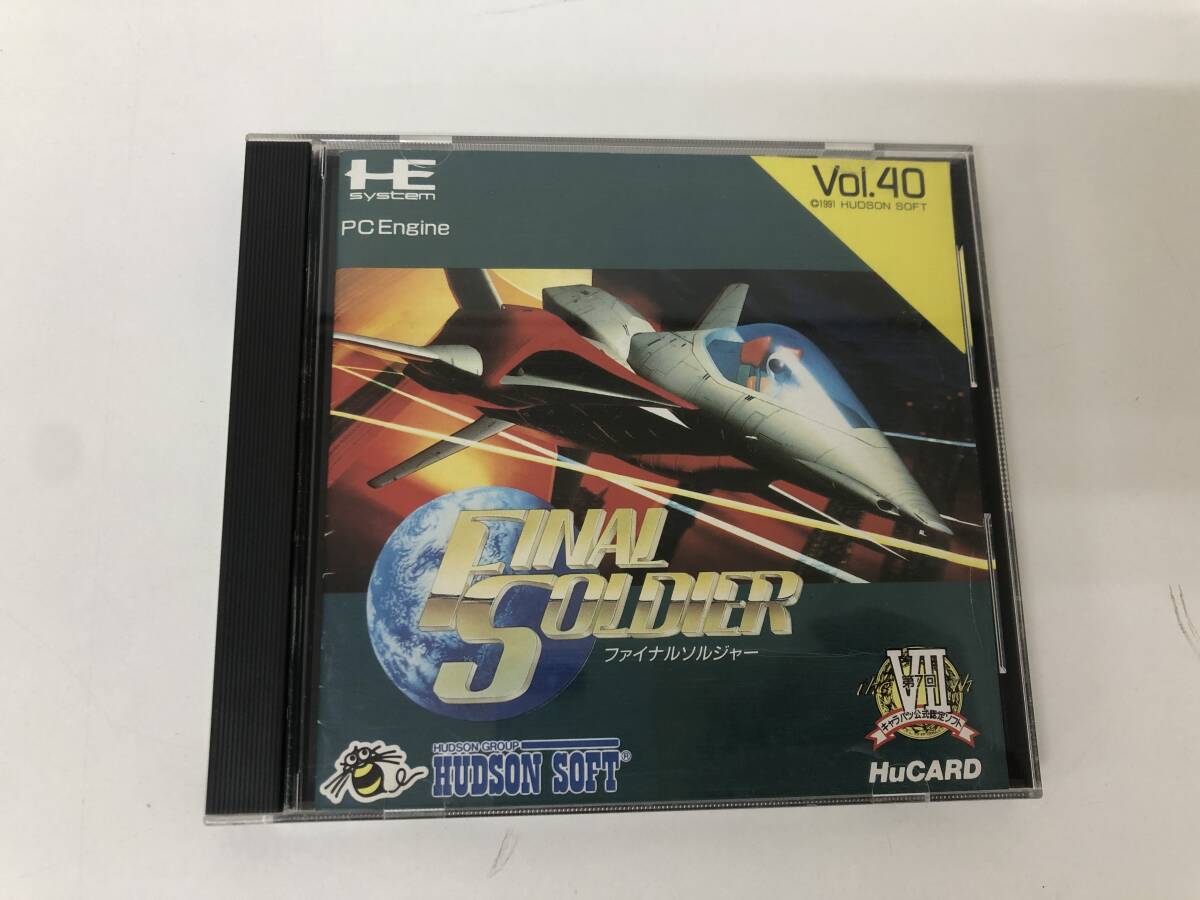 HE
system
PC Engine
Vol.40
©1991 HUDSON SOFT
FINAL
SOLDIER
ファイナルソルジャー
VII
第7回
キャラバン公式認定ソフト
HUDSON GROUP
HUDSON SOFT®
HuCARD